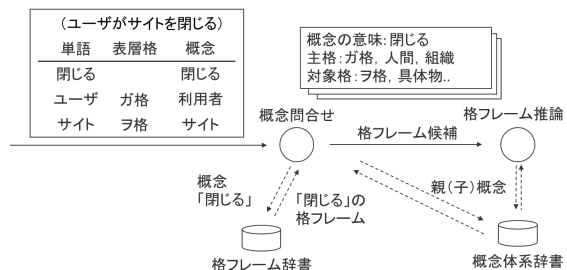 (ユーザがサイトを閉じる)
単語 表層格 概念
閉じる 閉じる
ユーザ ガ格 利用者
サイト ヲ格 サイト
概念の意味:閉じる
主格:ガ格, 人間, 組織
対象格:ヲ格, 具体物..
概念問合せ
格フレーム候補
格フレーム推論
概念
「閉じる」
「閉じる」の
格フレーム
親(子)概念
格フレーム辞書
概念体系辞書